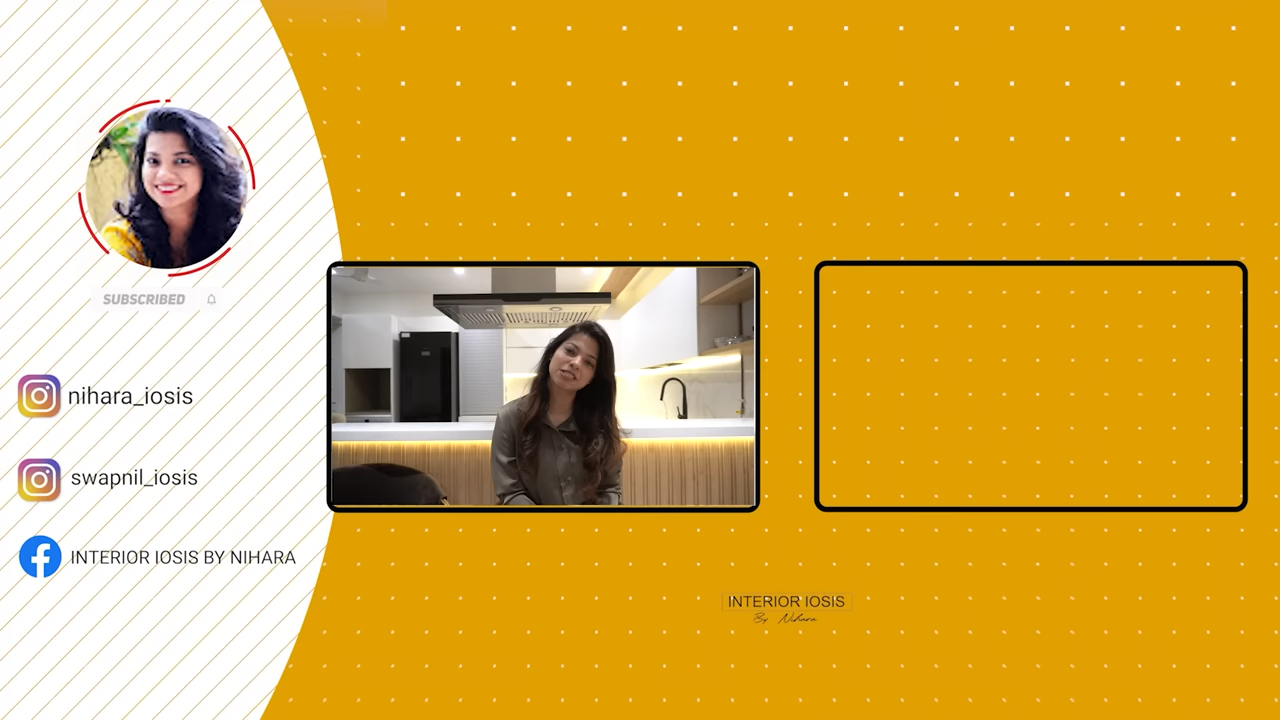 SUBSCRIBED
nihara_iosis
swapnil_iosis
INTERIOR IOSIS BY NIHARA
INTERIOR IOSIS
By Nihara